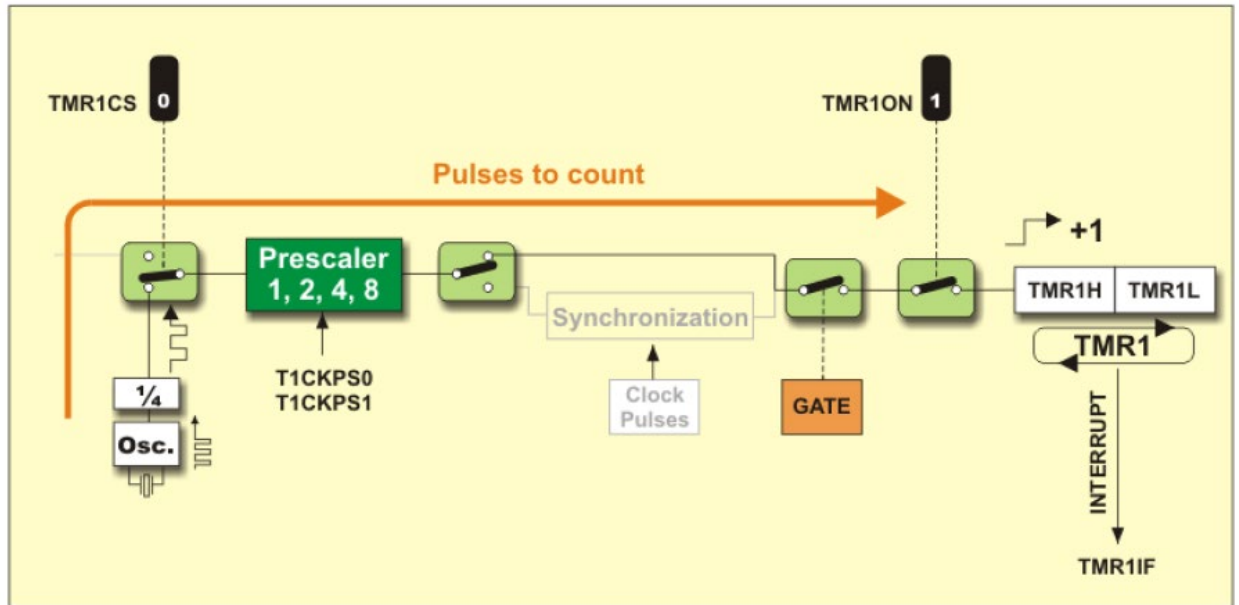 TMR1CS 0
TMR1ON 1
Pulses to count
+1
Prescaler
1, 2, 4, 8
TMR1H TMR1L
Synchronization
TMR1
T1CKPS0
T1CKPS1
¼
Osc.
Clock
Pulses
GATE
INTERRUPT
TMR1IF